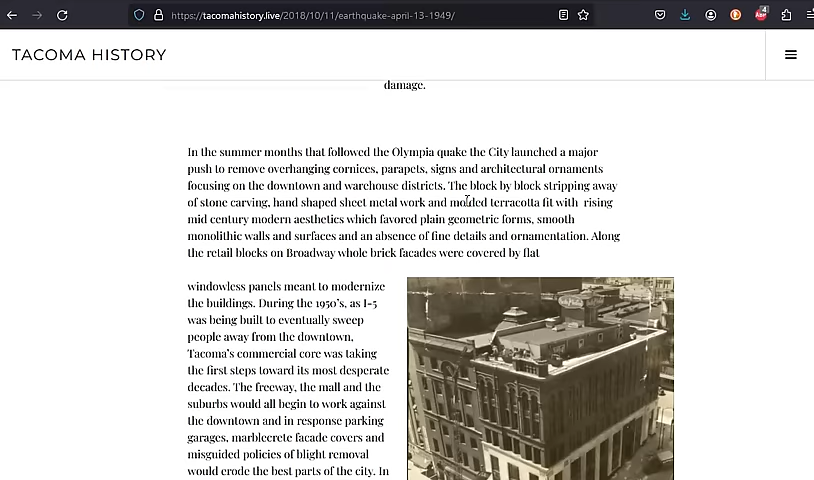 https://tacomahistory.live/2018/10/11/earthquake-april-13-1949/
4
TACOMA HISTORY
damage.
In the summer months that followed the Olympia quake the City launched a major
push to remove overhanging cornices, parapets, signs and architectural ornaments
focusing on the downtown and warehouse districts. The block by block stripping away
of stone carving, hand shaped sheet metal work and molded terracotta fit with rising
mid century modern aesthetics which favored plain geometric forms, smooth
monolithic walls and surfaces and an absence of fine details and ornamentation. Along
the retail blocks on Broadway whole brick facades were covered by flat
windowless panels meant to modernize
the buildings. During the 1950's, as I-5
was being built to eventually sweep
people away from the downtown,
Tacoma's commercial core was taking
the first steps toward its most desperate
decades. The freeway, the mall and the
suburbs would all begin to work against
the downtown and in response parking
garages, marblecrete facade covers and
misguided policies of blight removal
would erode the best parts of the city. In